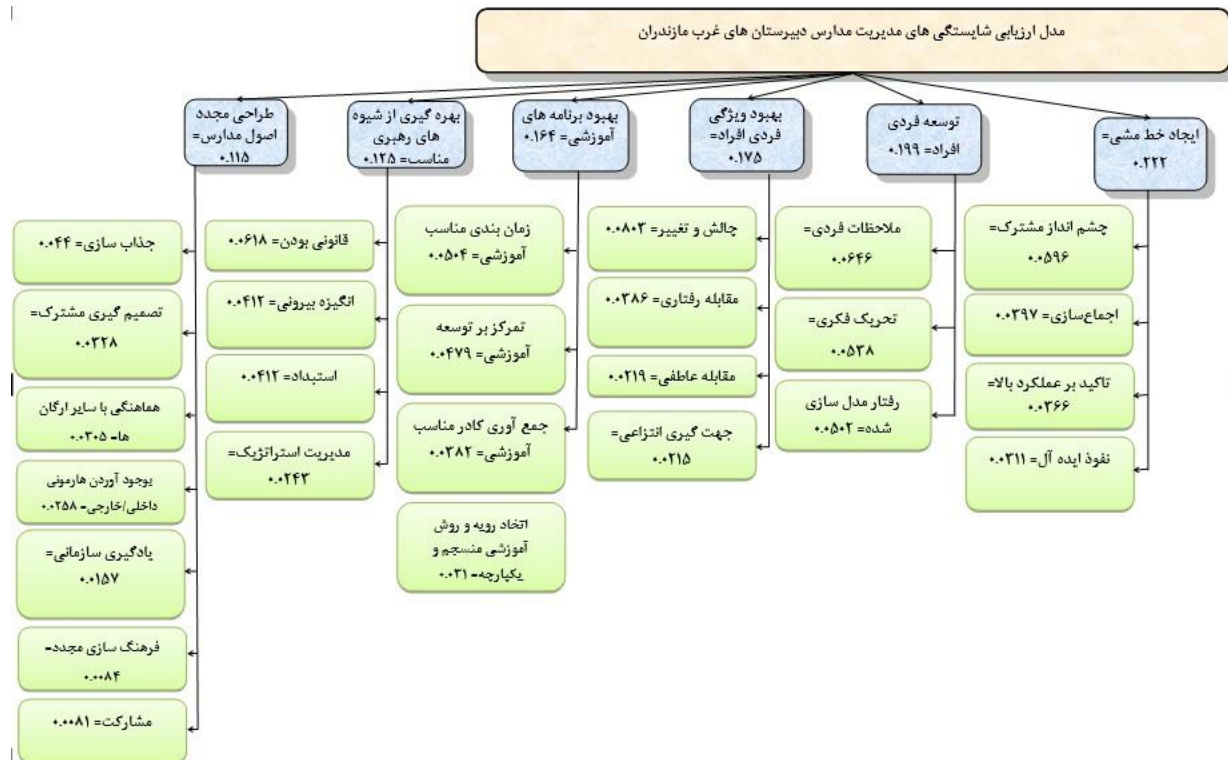 مدل ارزیابی شایستگی های مدیریت مدارس دبیرستان های غرب مازندران
ایجاد خط مشی=
۰.۲۲۲
توسعه فردی
افراد= ۰.۱۹۹
بهبود ویژگی
فردی افراد=
۰.۱۷۵
بهبود برنامه های
آموزشی= ۰.۱۶۴
بهره گیری از شیوه
های رهبری
مناسب= ۰.۱۲۵
طراحی مجدد
اصول مدارس=
۰.۱۱۵
چشم انداز مشترک=
۰.۰۵۹۶
اجماع‌سازی= ۰.۰۳۹۷
تاکید بر عملکرد بالا=
۰.۰۳۶۶
نفوذ ایده آل= ۰.۰۳۱۱
ملاحظات فردی=
۰.۰۶۴۶
تحریک فکری=
۰.۰۵۳۸
رفتار مدل سازی
شده= ۰.۰۵۰۲
چالش و تغییر= ۰.۰۸۰۳
مقابله رفتاری= ۰.۰۳۸۶
مقابله عاطفی= ۰.۰۲۱۹
جهت گیری انتزاعی=
۰.۰۲۱۵
زمان بندی مناسب
آموزشی= ۰.۰۵۰۴
تمرکز بر توسعه
آموزشی= ۰.۰۴۷۹
جمع آوری کادر مناسب
آموزشی= ۰.۰۳۸۲
اتخاد رویه و روش
آموزشی منسجم و
یکپارچه= ۰.۰۳۱
قانونی بودن= ۰.۰۶۱۸
انگیزه بیرونی= ۰.۰۴۱۲
استبداد= ۰.۰۴۱۲
مدیریت استراتژیک=
۰.۰۲۴۳
جذاب سازی= ۰.۰۴۴
تصمیم گیری مشترک=
۰.۰۳۲۸
هماهنگی با سایر ارگان
ها= ۰.۰۳۰۵
بوجود آوردن هارمونی
داخلی/خارجی= ۰.۰۲۵۸
یادگیری سازمانی=
۰.۰۱۵۷
فرهنگ سازی مجدد=
۰.۰۰۸۴
مشارکت= ۰.۰۰۸۱